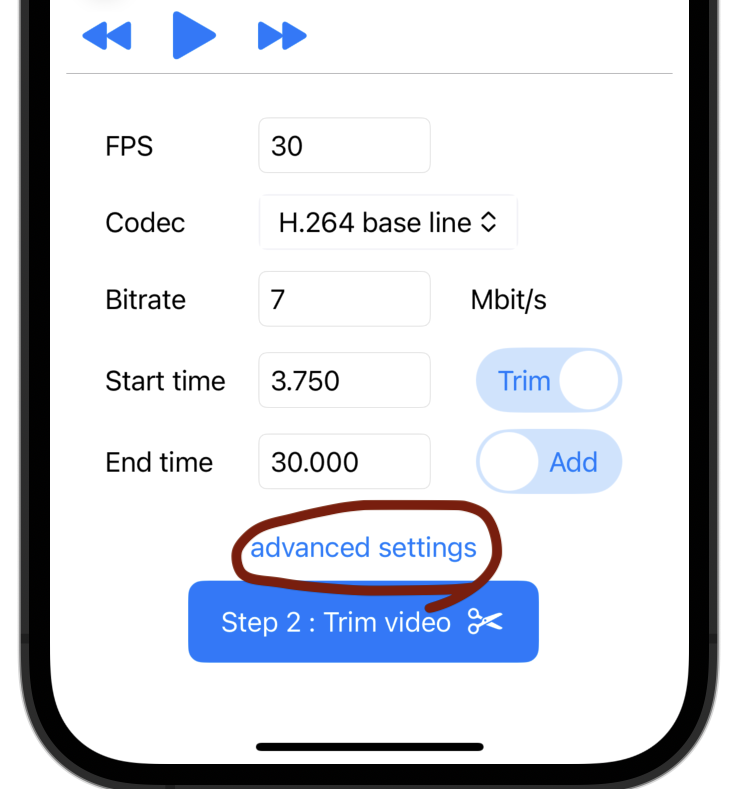 FPS 30
Codec H.264 base line
Bitrate 7 Mbit/s
Start time 3.750 Trim
End time 30.000 Add
advanced settings
Step 2 : Trim video